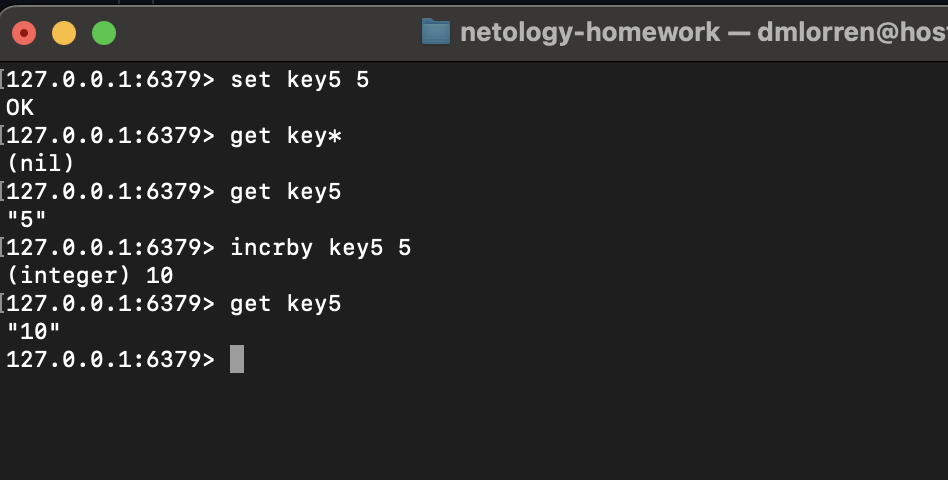 netology-homework — dmlorren@host
[127.0.0.1:6379> set key5 5
OK
[127.0.0.1:6379> get key*
(nil)
[127.0.0.1:6379> get key5
"5"
[127.0.0.1:6379> incrby key5 5
(integer) 10
[127.0.0.1:6379> get key5
"10"
127.0.0.1:6379>